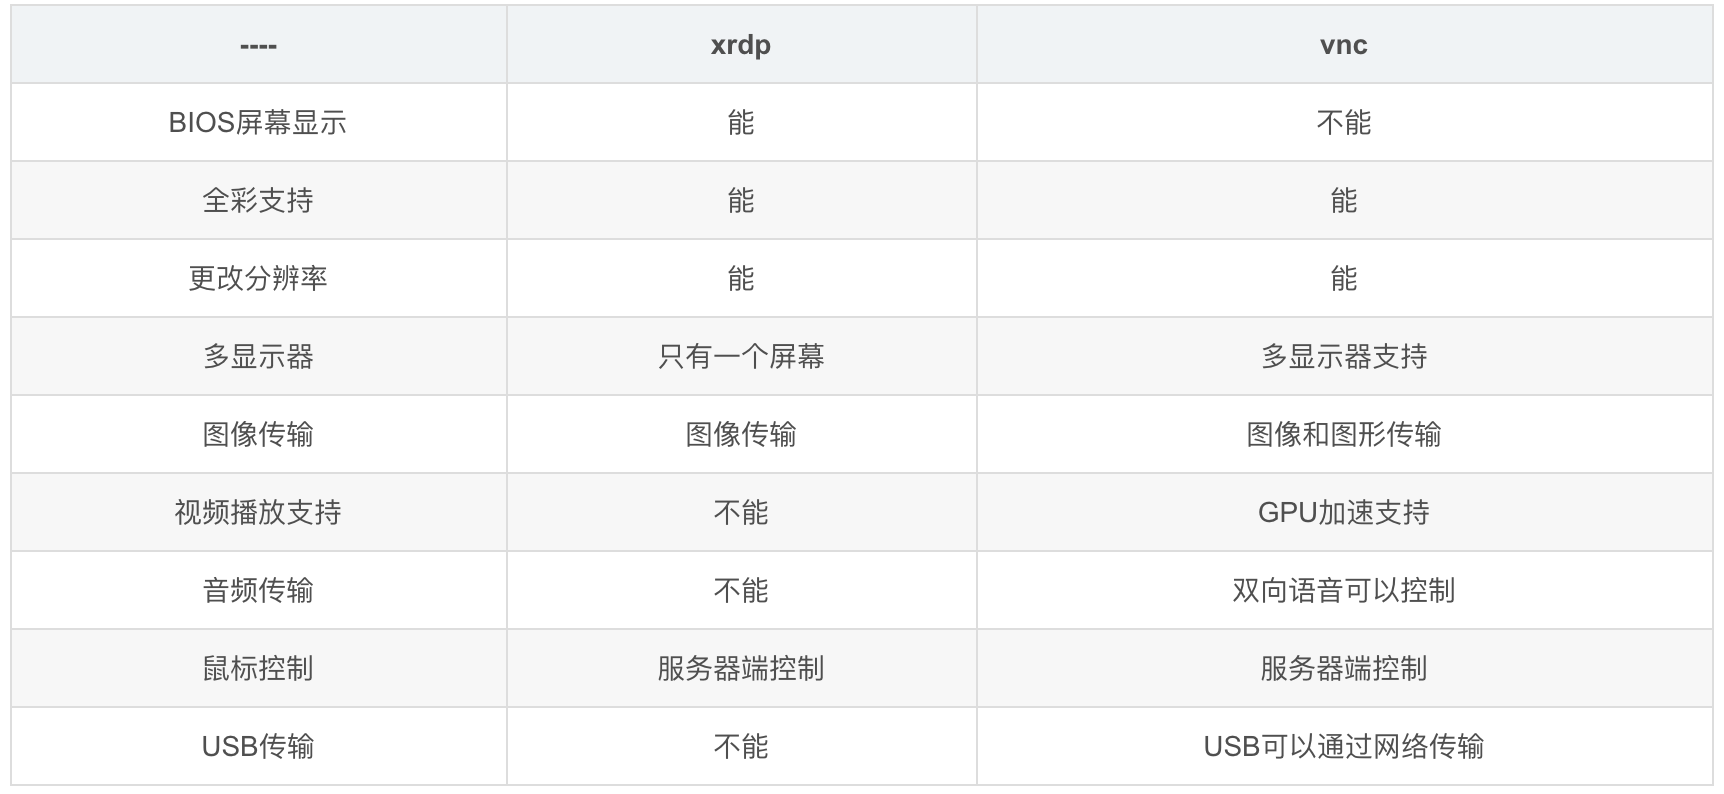 ---- xrdp vnc
BIOS屏幕显示 能 不能
全彩支持 能 能
更改分辨率 能 能
多显示器 只有一个屏幕 多显示器支持
图像传输 图像传输 图像和图形传输
视频播放支持 不能 GPU加速支持
音频传输 不能 双向语音可以控制
鼠标控制 服务器端控制 服务器端控制
USB传输 不能 USB可以通过网络传输